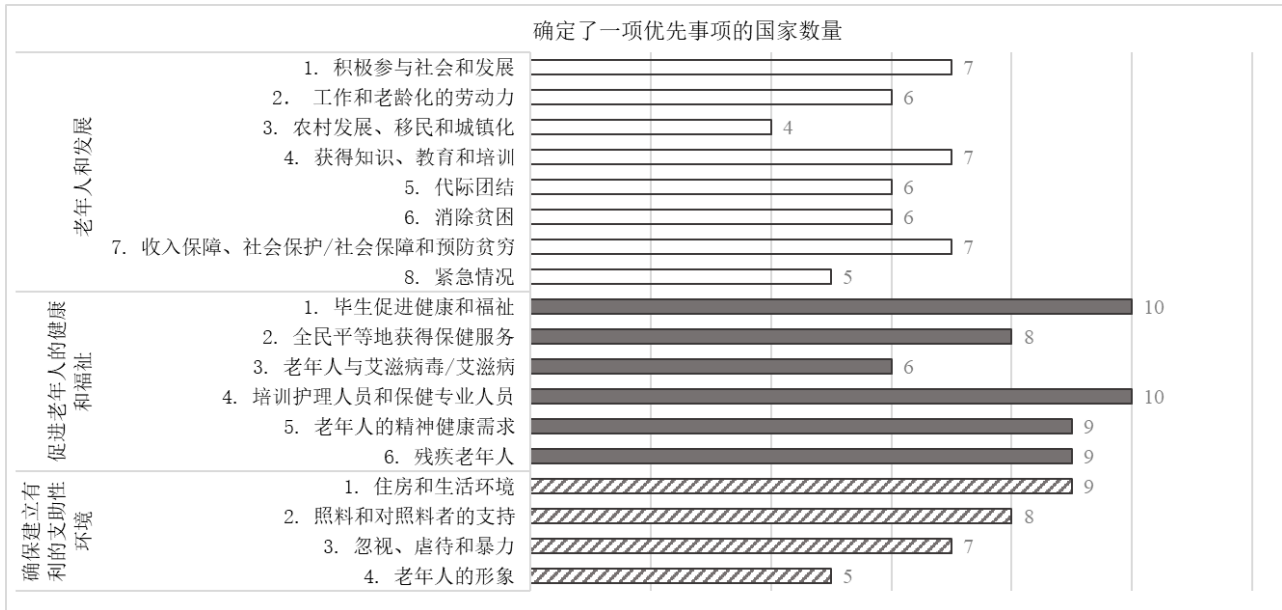 确定了一项优先事项的国家数量
老年人和发展
1. 积极参与社会和发展 7
2. 工作和老龄化的劳动力 6
3. 农村发展、移民和城镇化 4
4. 获得知识、教育和培训 7
5. 代际团结 6
6. 消除贫困 6
7. 收入保障、社会保护/社会保障和预防贫穷 7
8. 紧急情况 5
促进老年人的健康
和福祉
1. 毕生促进健康和福祉 10
2. 全民平等地获得保健服务 8
3. 老年人与艾滋病毒/艾滋病 6
4. 培训护理人员和保健专业人员 10
5. 老年人的精神健康需求 9
6. 残疾老年人 9
确保建立有
利的支助性
环境
1. 住房和生活环境 9
2. 照料和对照料者的支持 8
3. 忽视、虐待和暴力 7
4. 老年人的形象 5